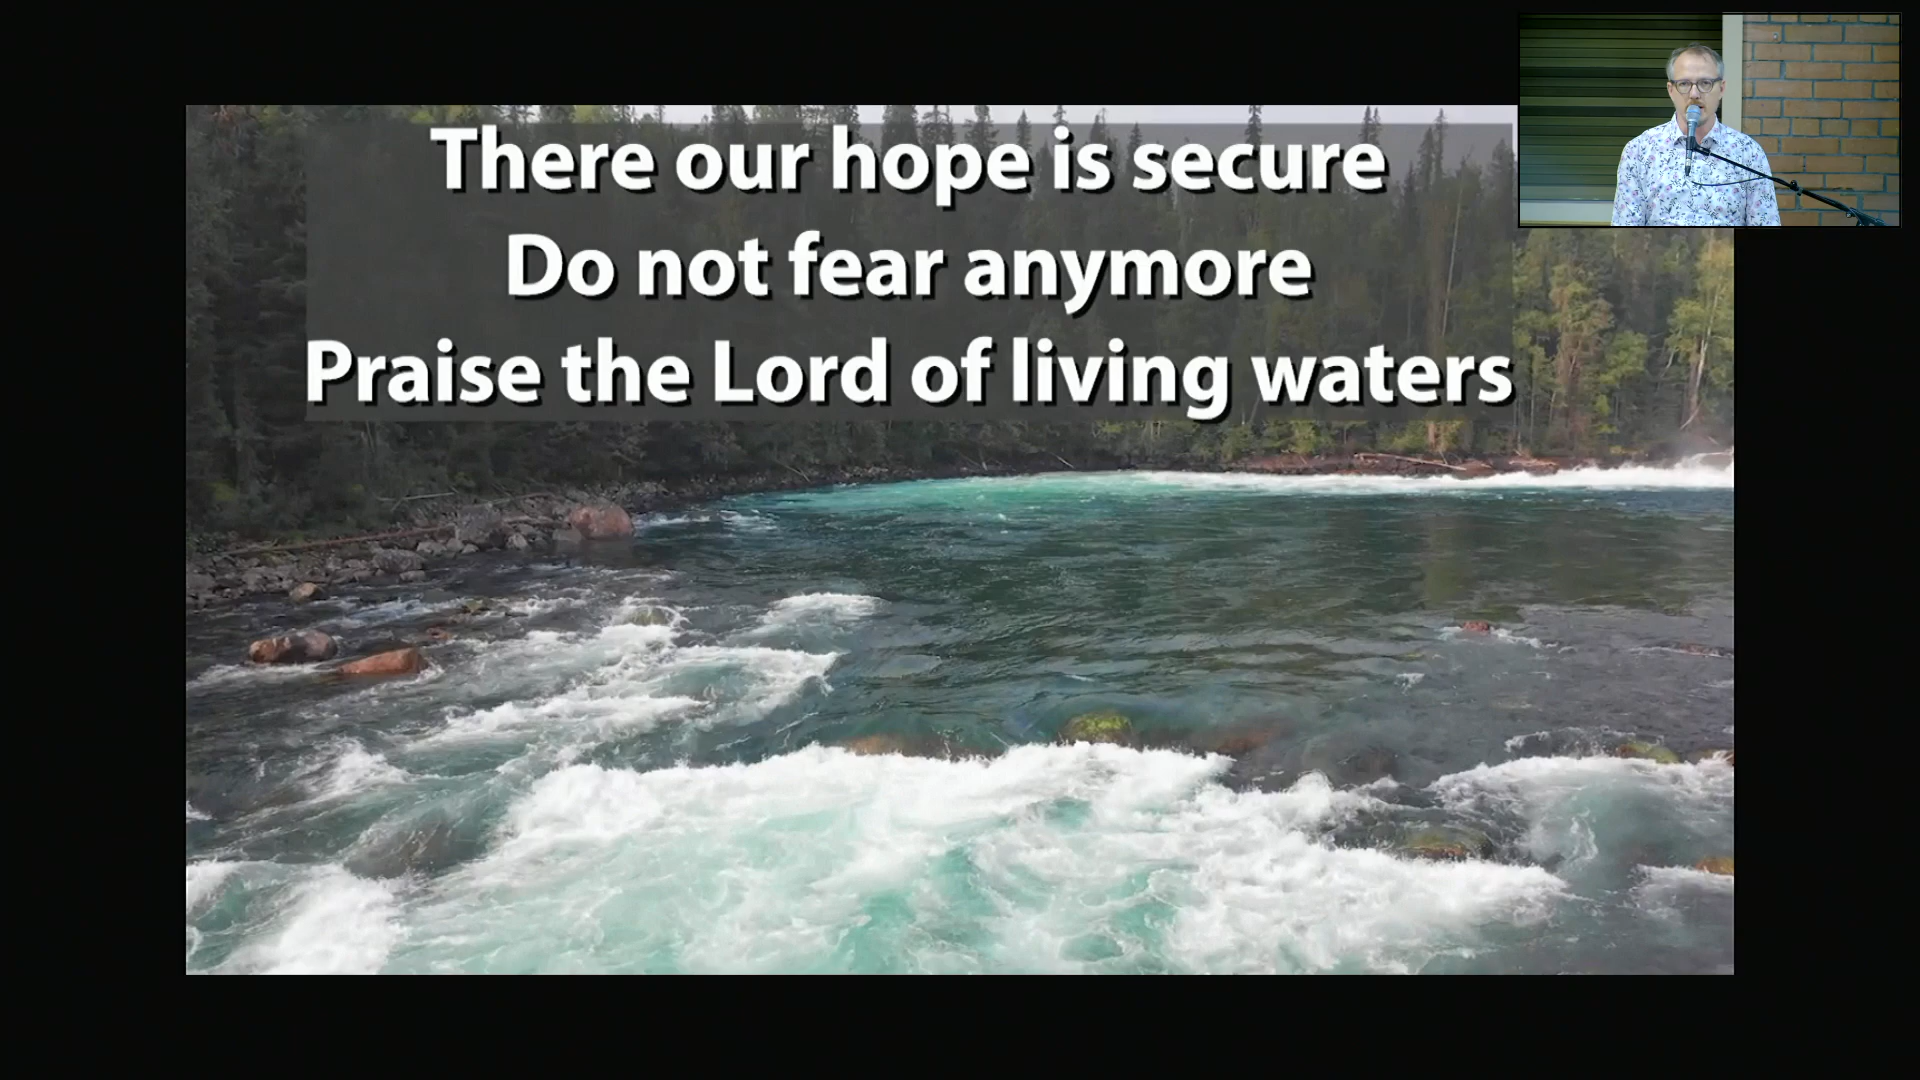 There our hope is secure
Do not fear anymore
Praise the Lord of living waters